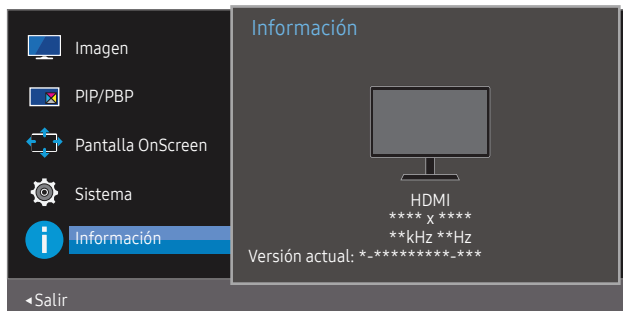 Imagen
PIP/PBP
Pantalla OnScreen
Sistema
Información
Información
HDMI
**** x ****
**kHz **Hz
Versión actual: *-*********-***
◂Salir